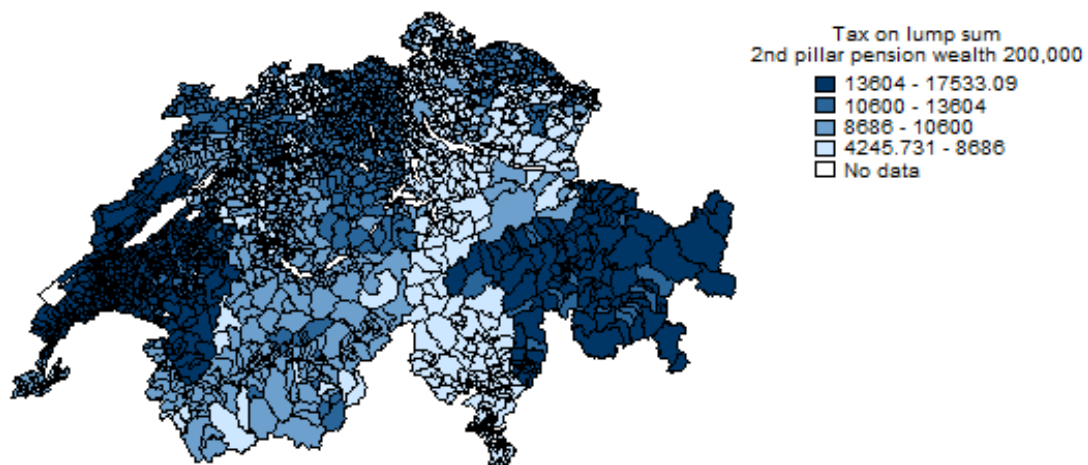 Tax on lump sum
2nd pillar pension wealth 200,000
13604 - 17533.09
10600 - 13604
8686 - 10600
4245.731 - 8686
No data